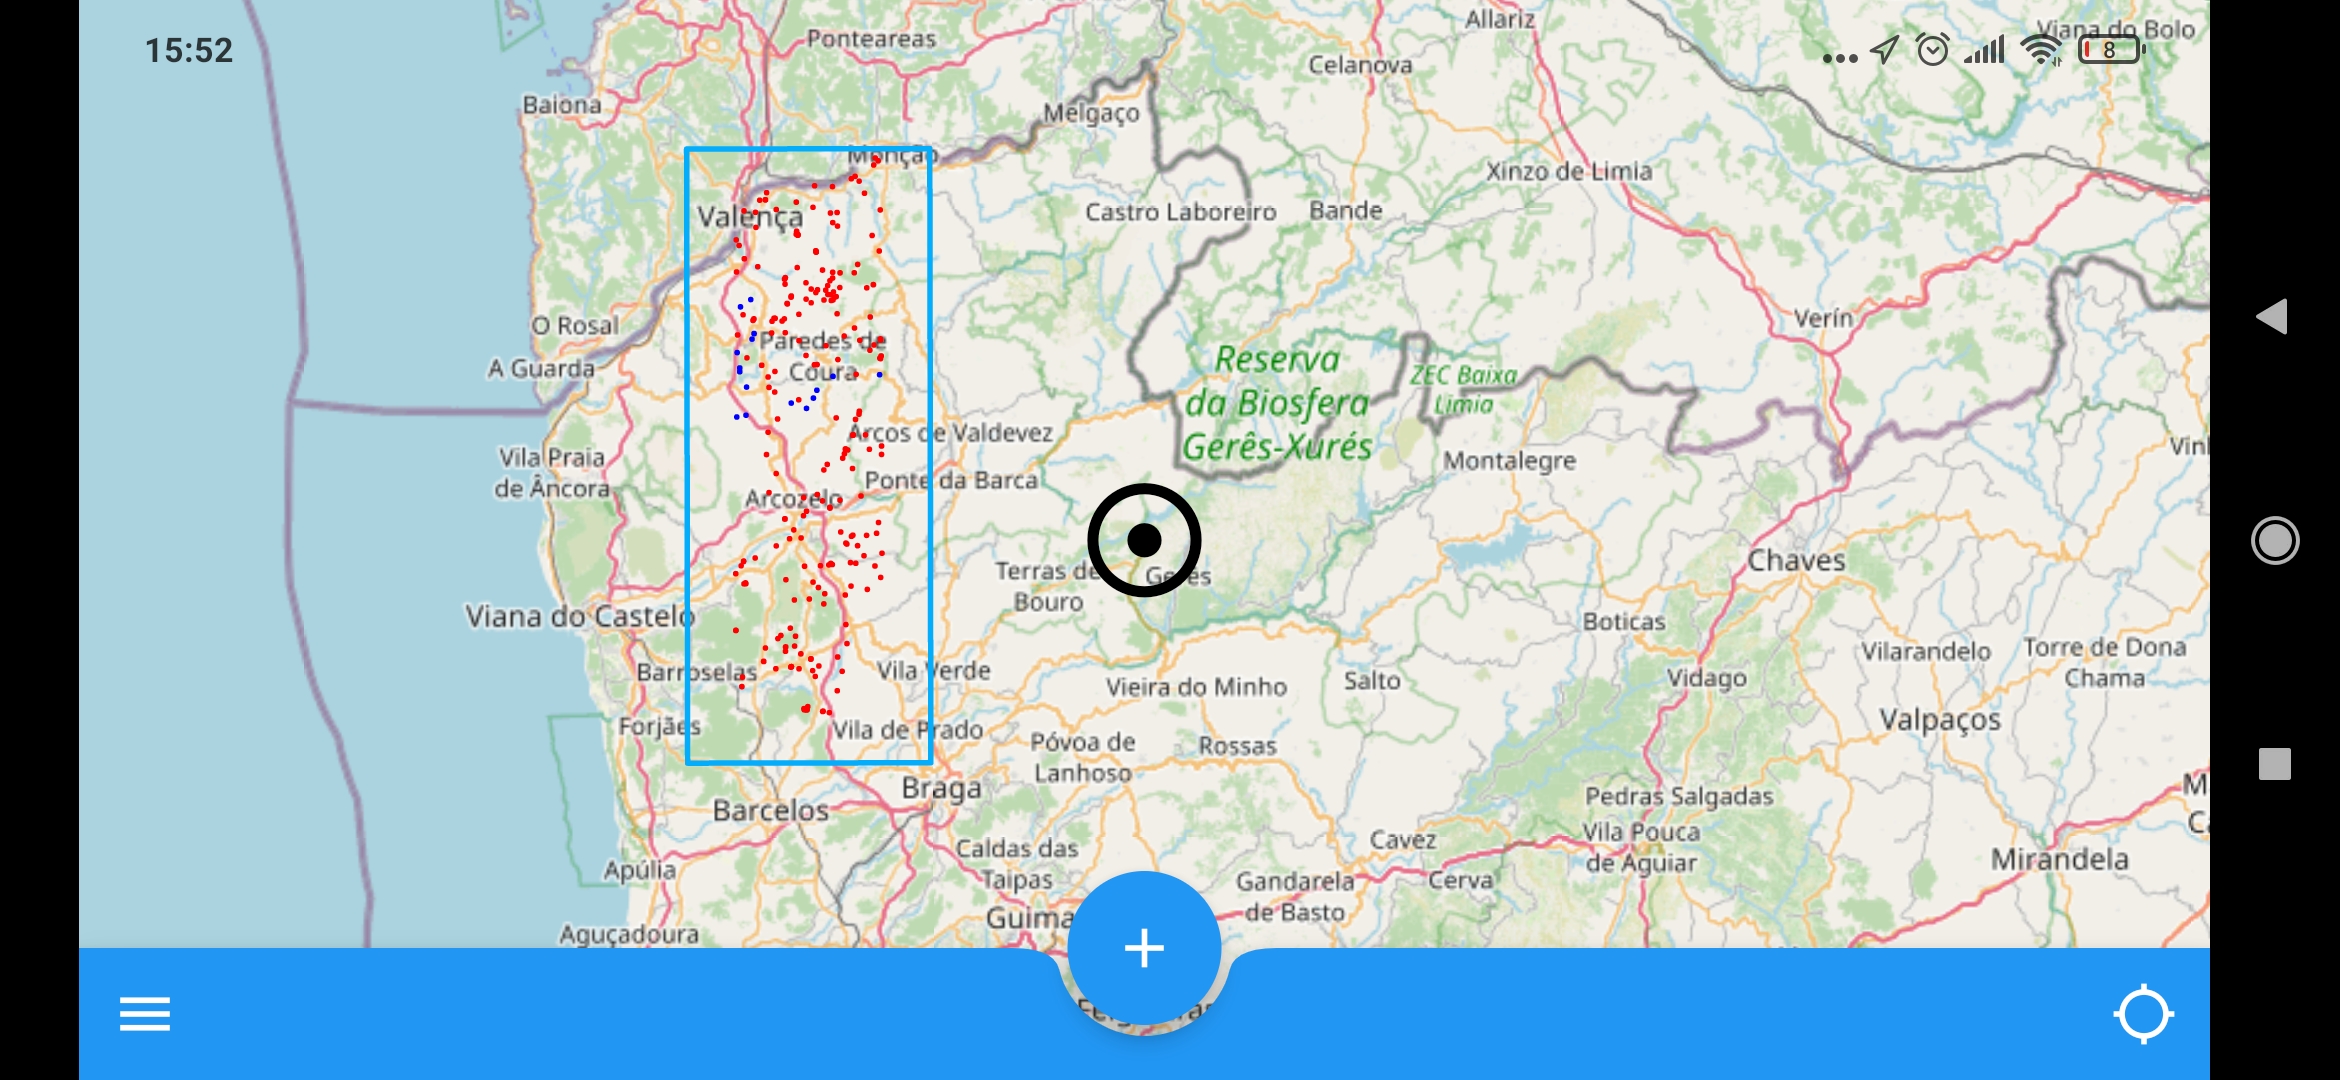 15:52
8
Ponteareas
Allariz
Viana do Bolo
Celanova
Baiona
Melgaço
Monção
Xinzo de Limia
Valença
Castro Laboreiro
Bande
O Rosal
Verín
Paredes de
Coura
A Guarda
Reserva
da Biosfera
Gerês-Xurés
ZEC Baixa
Limia
Arcos de Valdevez
Vila Praia
de Âncora
Montalegre
Ponte da Barca
Arcozelo
Chaves
Terras de
Bouro
Gerês
Viana do Castelo
Boticas
Vilarandelo
Torre de Dona
Chama
Barroselas
Vila Verde
Vieira do Minho
Salto
Vidago
Forjães
Vila de Prado
Póvoa de
Lanhoso
Rossas
Valpaços
Braga
Barcelos
Pedras Salgadas
Cavez
Vila Pouca
de Aguiar
Caldas das
Taipas
Apúlia
Gandarela
de Basto
Cerva
Mirandela
Guima
Aguçadoura